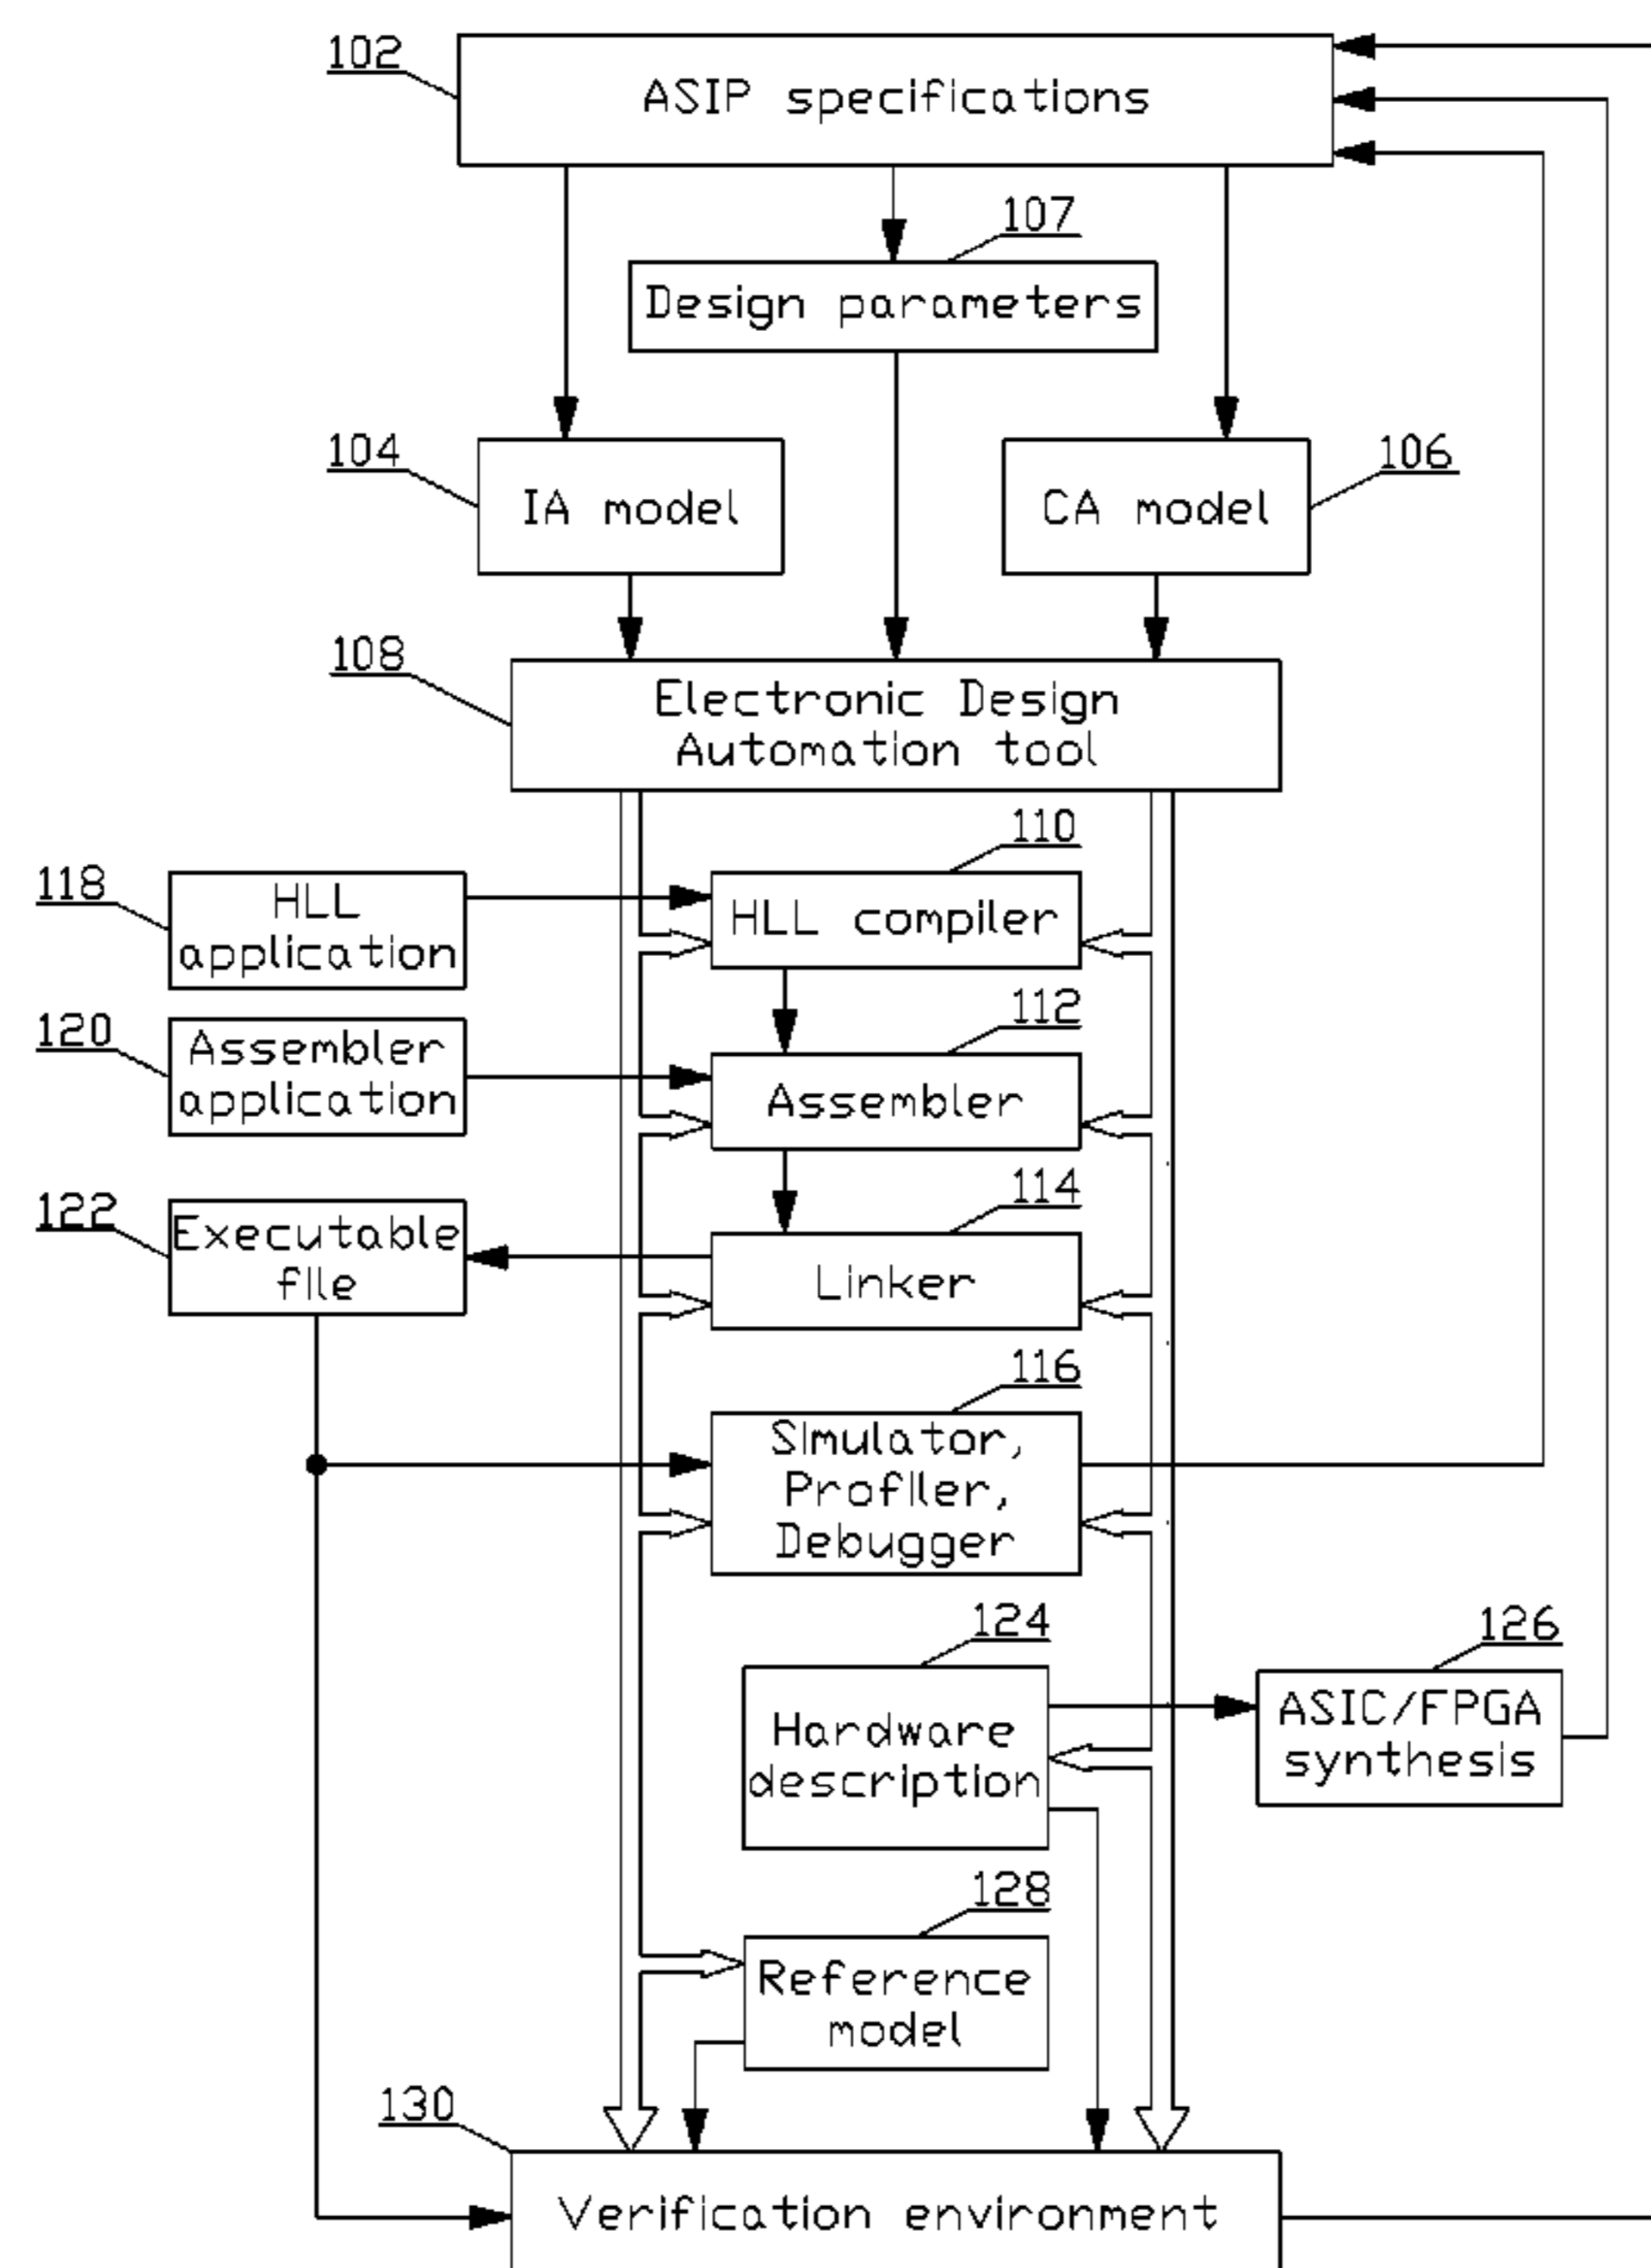 102
ASIP specifications
107
Design parameters
104
IA model
106
CA model
108
Electronic Design
Automation tool
110
118
HLL
application
HLL compiler
112
120
Assembler
application
Assembler
114
122
Executable
file
Linker
116
Simulator,
Profiler,
Debugger
124
126
Hardware
description
ASIC/FPGA
synthesis
128
Reference
model
130
Verification environment